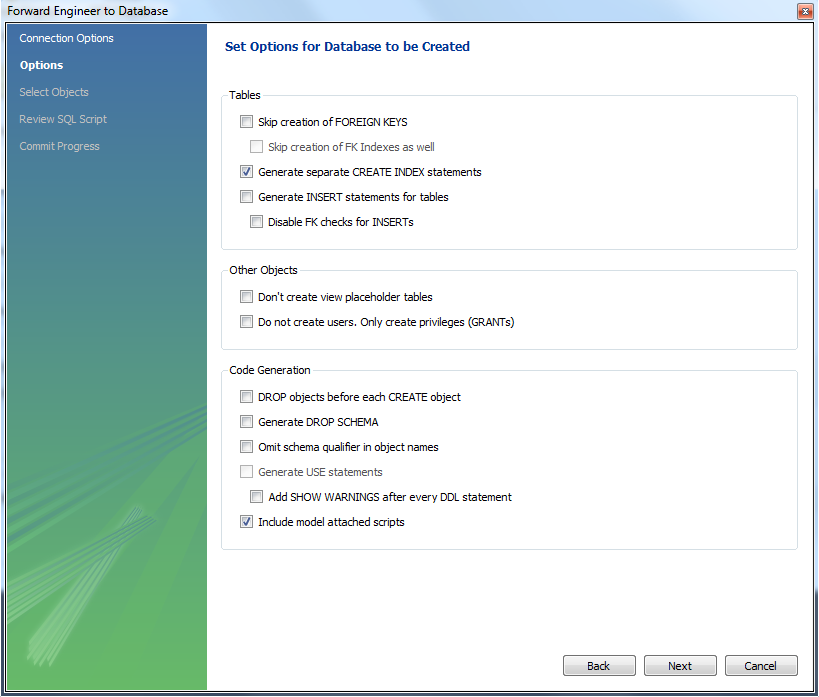 Forward Engineer to Database
Connection Options
Options
Select Objects
Review SQL Script
Commit Progress
Set Options for Database to be Created
Tables
Skip creation of FOREIGN KEYS
Skip creation of FK Indexes as well
Generate separate CREATE INDEX statements
Generate INSERT statements for tables
Disable FK checks for INSERTs
Other Objects
Don't create view placeholder tables
Do not create users. Only create privileges (GRANTs)
Code Generation
DROP objects before each CREATE object
Generate DROP SCHEMA
Omit schema qualifier in object names
Generate USE statements
Add SHOW WARNINGS after every DDL statement
Include model attached scripts
Back
Next
Cancel